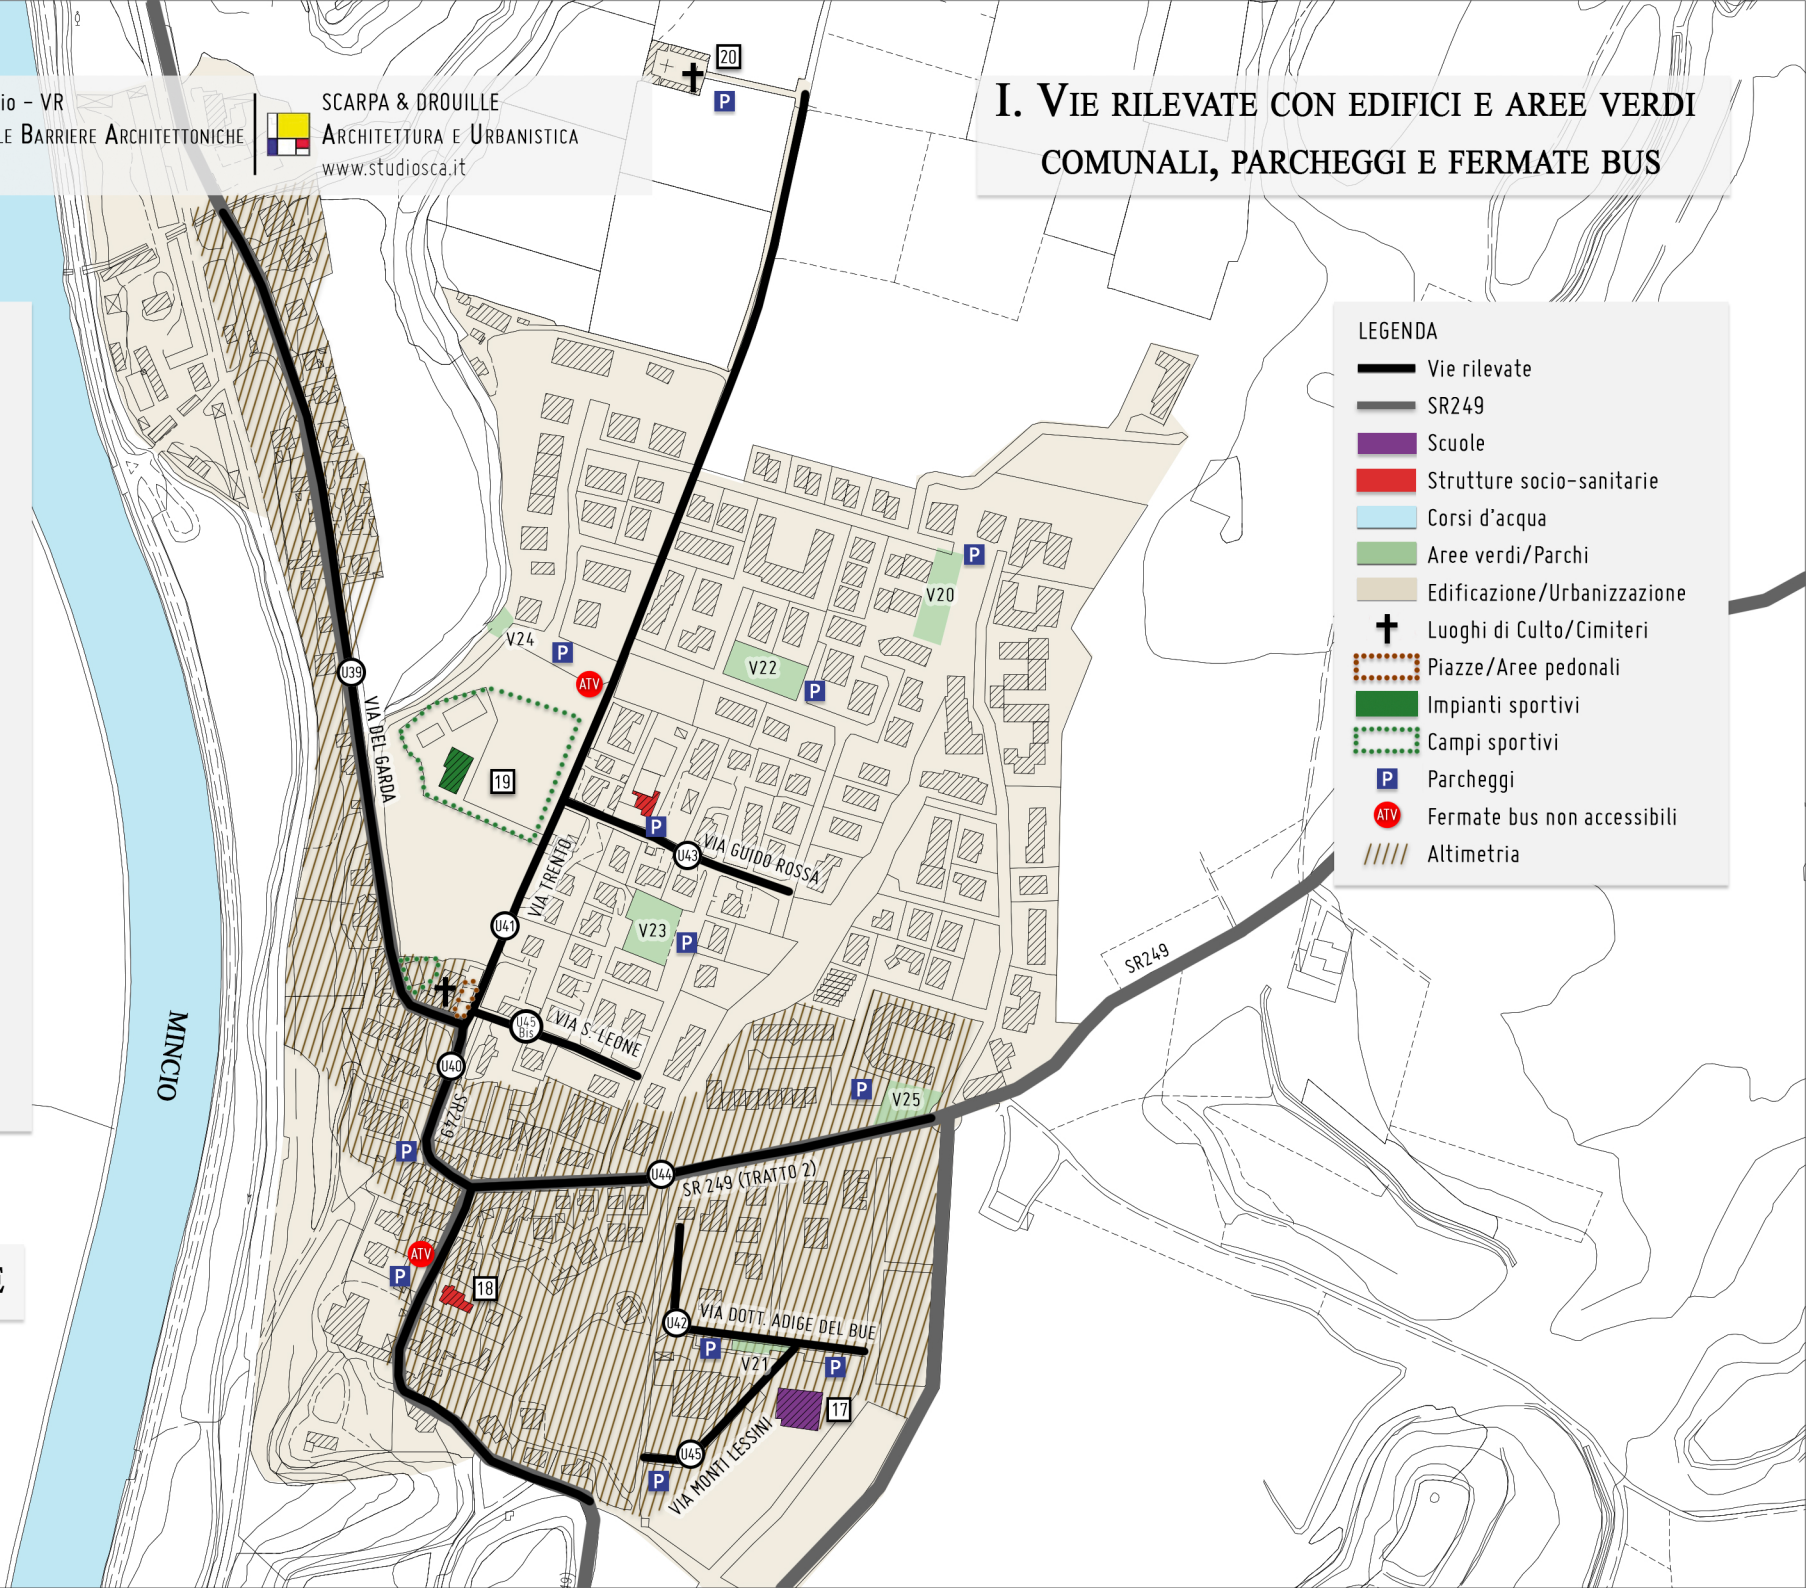 io - VR
LE BARRIERE ARCHITETTONICHE
SCARPA & DROUILLE
ARCHITETTURA E URBANISTICA
www.studiosca.it
I. VIE RILEVATE CON EDIFICI E AREE VERDI
COMUNALI, PARCHEGGI E FERMATE BUS
20
P
LEGENDA
Vie rilevate
SR249
Scuole
Strutture socio-sanitarie
Corsi d'acqua
Aree verdi/Parchi
Edificazione/Urbanizzazione
Luoghi di Culto/Cimiteri
Piazze/Aree pedonali
Impianti sportivi
Campi sportivi
P Parcheggi
ATV Fermate bus non accessibili
Altimetria
P
V20
V24
P
V22
ATV
P
U39
VIA DEL GARDA
19
P
U43
VIA GUIDO ROSSA
VIA TRENTO
U41
V23
P
SR249
MINCIO
U45
Bis
VIA S. LEONE
U40
SR249
P
V25
P
U44
SR 249 (TRATTO 2)
ATV
P
18
U42
VIA DOTT. ADIGE DEL BUE
P
V21
P
17
U45
VIA MONTI LESSINI
P
E